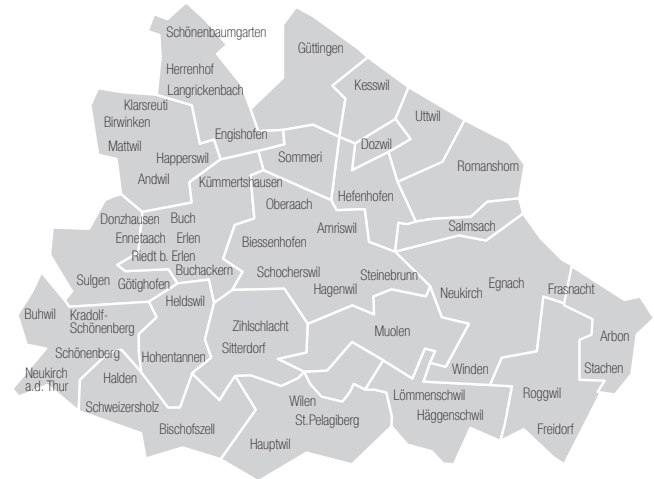 Schönenbaumgarten
Güttingen
Herrenhof
Kesswil
Langrickenbach
Klarsreuti
Uttwil
Birwinken
Engishofen
Mattwil
Dozwil
Happerswil
Sommeri
Romanshorn
Andwil
Kümmertshausen
Hefenhofen
Oberaach
Donzhausen
Buch
Amriswil
Salmsach
Ennetaach
Erlen
Biessenhofen
Riedt b. Erlen
Buchackern
Schocherswil
Steinebrunn
Sulgen
Götighofen
Hagenwil
Egnach
Neukirch
Frasnacht
Heldswil
Buhwil
Kradolf-
Schönenberg
Zihlschlacht
Muolen
Arbon
Sitterdorf
Schönenberg
Hohentannen
Neukirch
a.d. Thur
Halden
Winden
Stachen
Schweizersholz
Wilen
Lömmenschwil
Roggwil
St.Pelagiberg
Häggenschwil
Bischofszell
Freidorf
Hauptwil